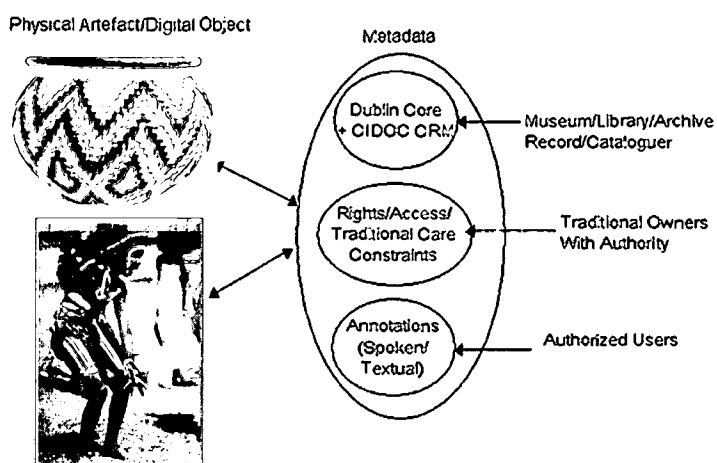 Physical Artefact/Digital Object
Metadata
Dublin Core
+ CIDOC CRM
Museum/Library/Archive
Record/Cataloguer
Rights/Access/
Traditional Care
Constraints
Traditional Owners
With Authority
Annotations
(Spoken/
Textual)
Authorized Users